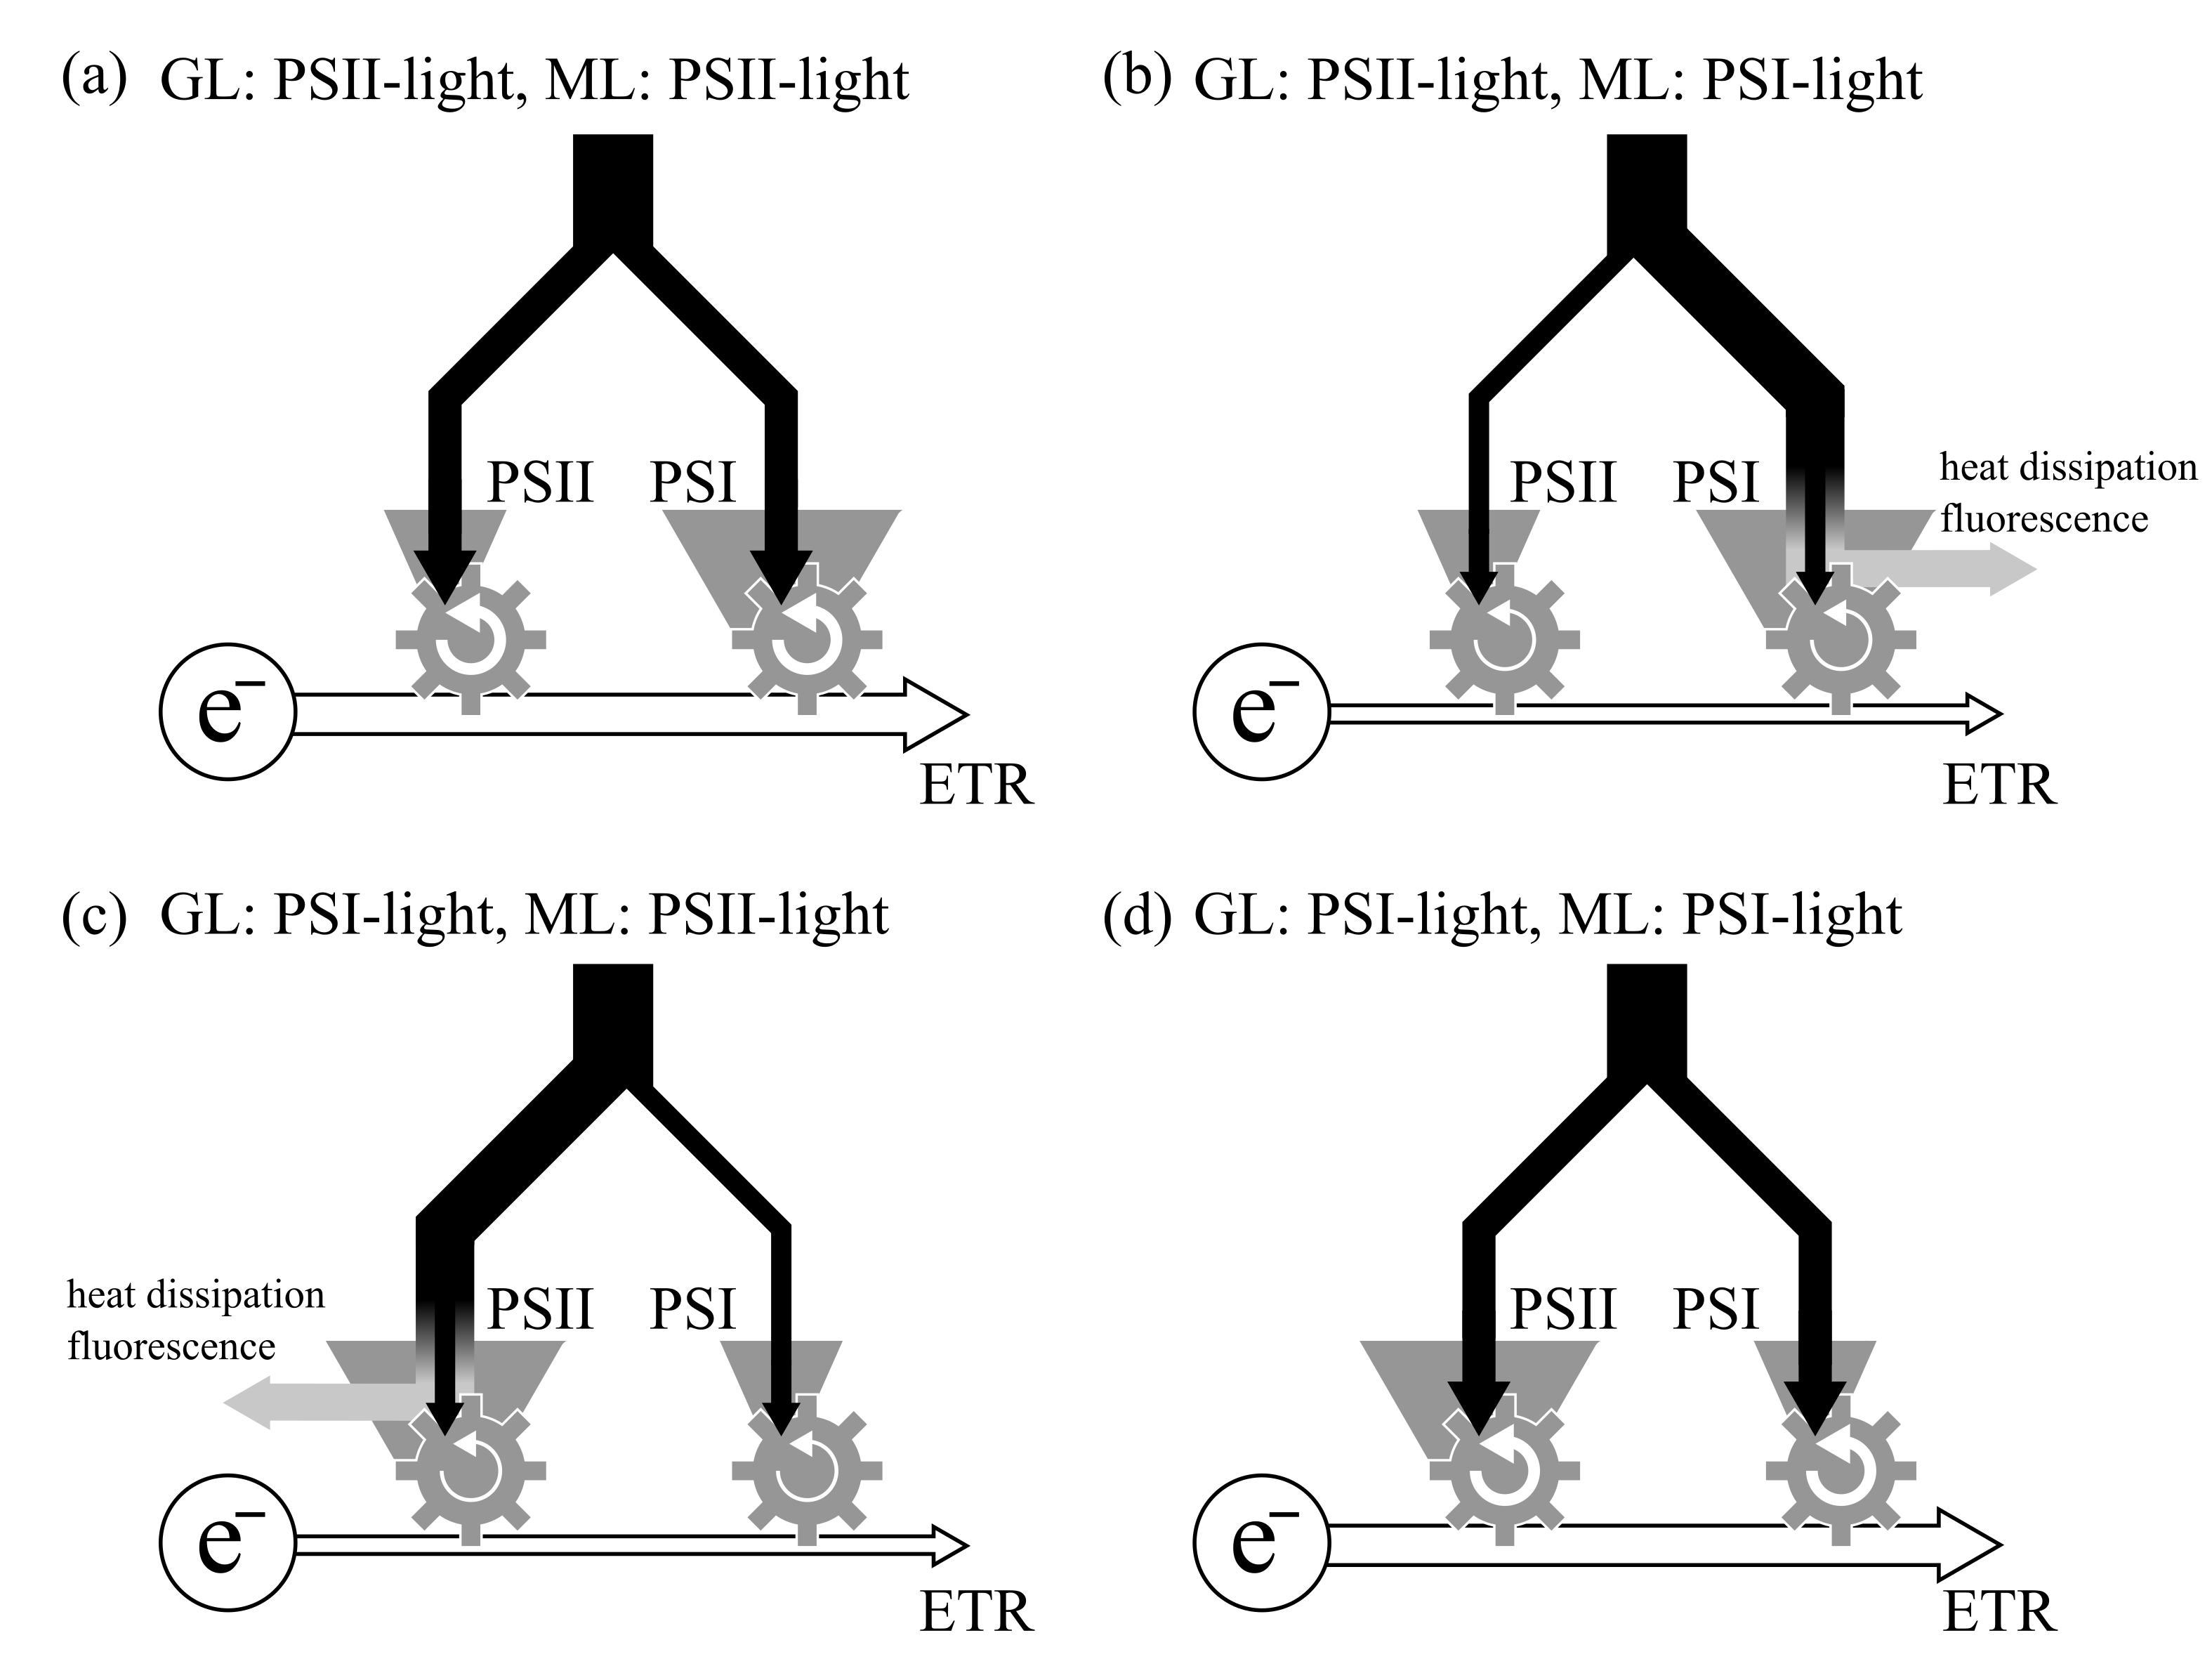 (a) GL: PSII-light, ML: PSII-light
PSII PSI
e⁻
ETR
(b) GL: PSII-light, ML: PSI-light
heat dissipation
fluorescence
PSII PSI
e⁻
ETR
(c) GL: PSI-light, ML: PSII-light
heat dissipation
fluorescence
PSII PSI
e⁻
ETR
(d) GL: PSI-light, ML: PSI-light
PSII PSI
e⁻
ETR